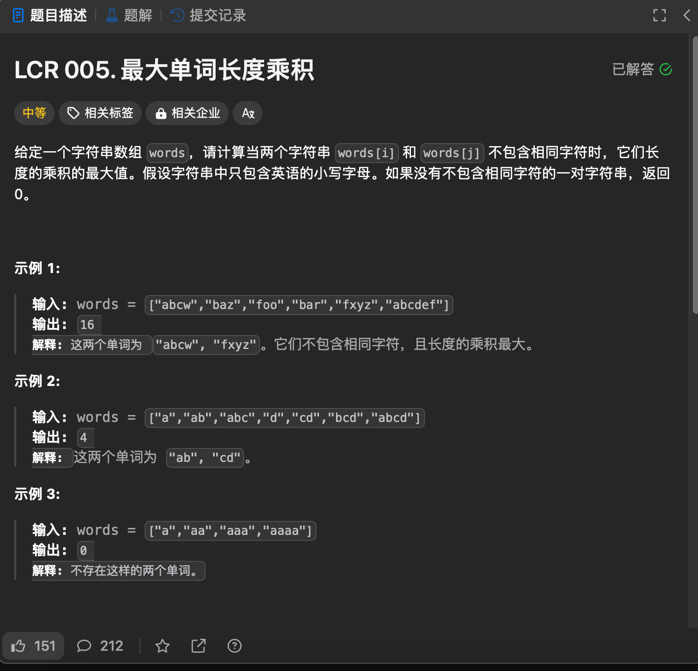 题目描述 题解 提交记录
LCR 005. 最大单词长度乘积 已解答
中等 相关标签 相关企业
给定一个字符串数组 words，请计算当两个字符串 words[i] 和 words[j] 不包含相同字符时，它们长
度的乘积的最大值。假设字符串中只包含英语的小写字母。如果没有不包含相同字符的一对字符串，返回
0。
示例 1:
输入: words = ["abcw","baz","foo","bar","fxyz","abcdef"]
输出: 16
解释: 这两个单词为 "abcw", "fxyz"。它们不包含相同字符，且长度的乘积最大。
示例 2:
输入: words = ["a","ab","abc","d","cd","bcd","abcd"]
输出: 4
解释: 这两个单词为 "ab", "cd"。
示例 3:
输入: words = ["a","aa","aaa","aaaa"]
输出: 0
解释: 不存在这样的两个单词。
151 212